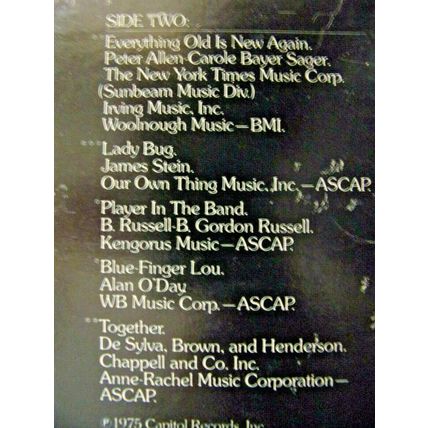 SIDE TWO:
*Everything Old Is New Again.
Peter Allen-Carole Bayer Sager.
The New York Times Music Corp.
(Sunbeam Music Div.)
Irving Music, Inc.
Woolnough Music—BMI.
***Lady Bug.
James Stein.
Our Own Thing Music, Inc.—ASCAP.
*Player In The Band.
B. Russell-B. Gordon Russell.
Kengorus Music—ASCAP.
**Blue-Finger Lou.
Alan O'Day
WB Music Corp.—ASCAP.
***Together.
De Sylva, Brown, and Henderson.
Chappell and Co. Inc.
Anne-Rachel Music Corporation—
ASCAP.
℗1975 Capitol Records, Inc.